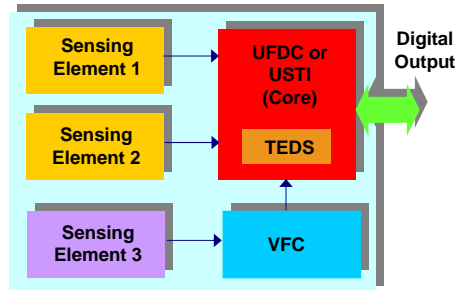 Sensing
Element 1
UFDC or
USTI
(Core)
TEDS
Digital
Output
Sensing
Element 2
Sensing
Element 3
VFC